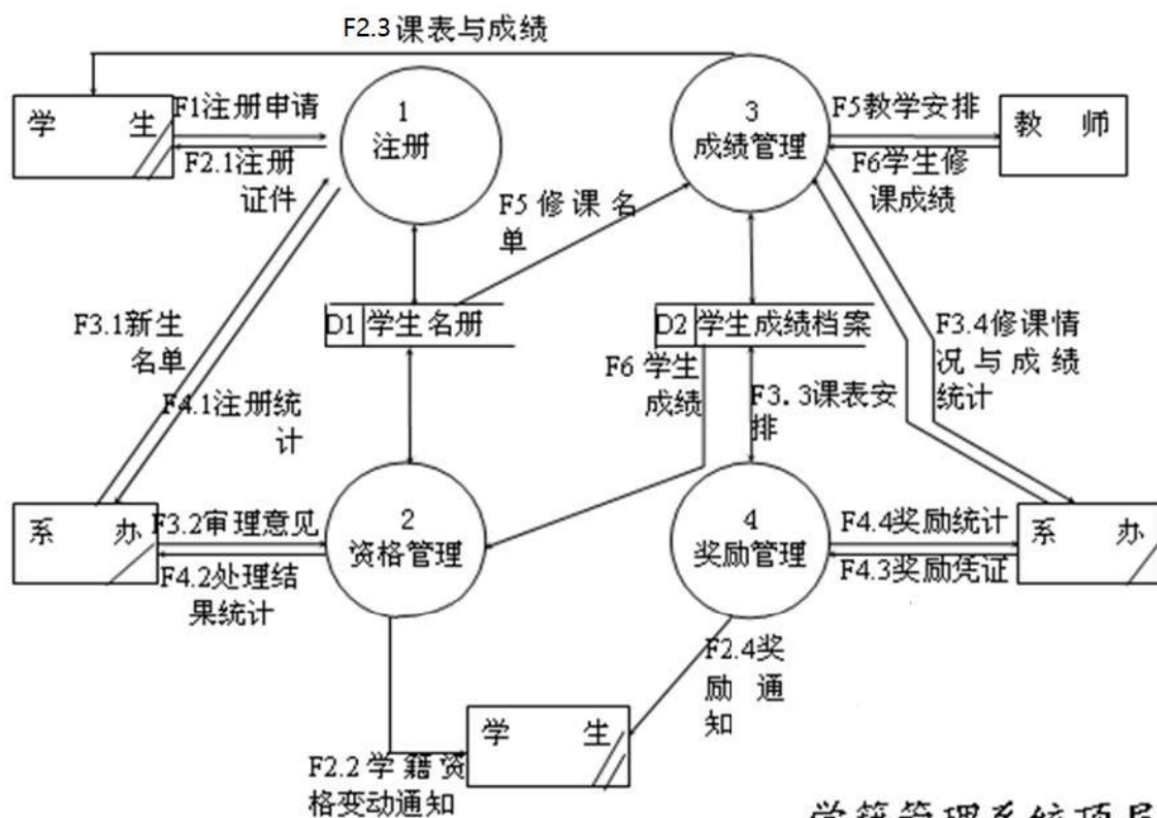 F2.3课表与成绩
学 生
F1注册申请
F2.1注册
证件
1
注册
3
成绩管理
F5教学安排
F6学生修
课成绩
教 师
F5修课名
单
F3.1新生
名单
F4.1注册统
计
D1 学生名册
D2 学生成绩档案
F6学生
成绩
F3.3课表安
排
F3.4修课情
况与成绩
统计
系 办
F3.2审理意见
F4.2处理结
果统计
2
资格管理
4
奖励管理
F4.4奖励统计
F4.3奖励凭证
系 办
F2.4奖
励通
知
学 生
F2.2学籍资
格变动通知